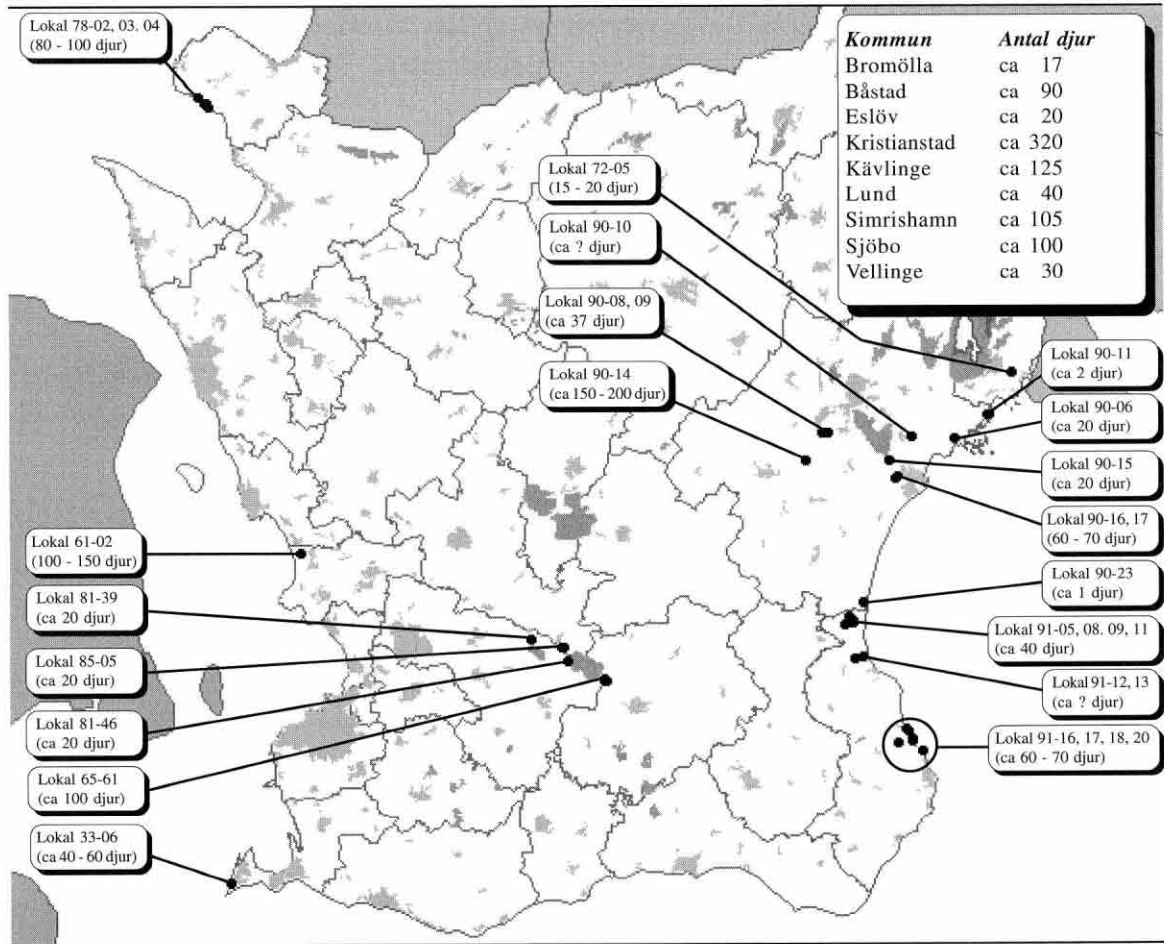 Lokal 78-02, 03. 04
(80 - 100 djur)
Kommun Antal djur
Bromölla ca 17
Båstad ca 90
Eslöv ca 20
Kristianstad ca 320
Kävlinge ca 125
Lund ca 40
Simrishamn ca 105
Sjöbo ca 100
Vellinge ca 30
Lokal 72-05
(15 - 20 djur)
Lokal 90-10
(ca ? djur)
Lokal 90-08, 09
(ca 37 djur)
Lokal 90-14
(ca 150 - 200 djur)
Lokal 90-11
(ca 2 djur)
Lokal 90-06
(ca 20 djur)
Lokal 90-15
(ca 20 djur)
Lokal 90-16, 17
(60 - 70 djur)
Lokal 90-23
(ca 1 djur)
Lokal 91-05, 08. 09, 11
(ca 40 djur)
Lokal 91-12, 13
(ca ? djur)
Lokal 91-16, 17, 18, 20
(ca 60 - 70 djur)
Lokal 61-02
(100 - 150 djur)
Lokal 81-39
(ca 20 djur)
Lokal 85-05
(ca 20 djur)
Lokal 81-46
(ca 20 djur)
Lokal 65-61
(ca 100 djur)
Lokal 33-06
(ca 40 - 60 djur)